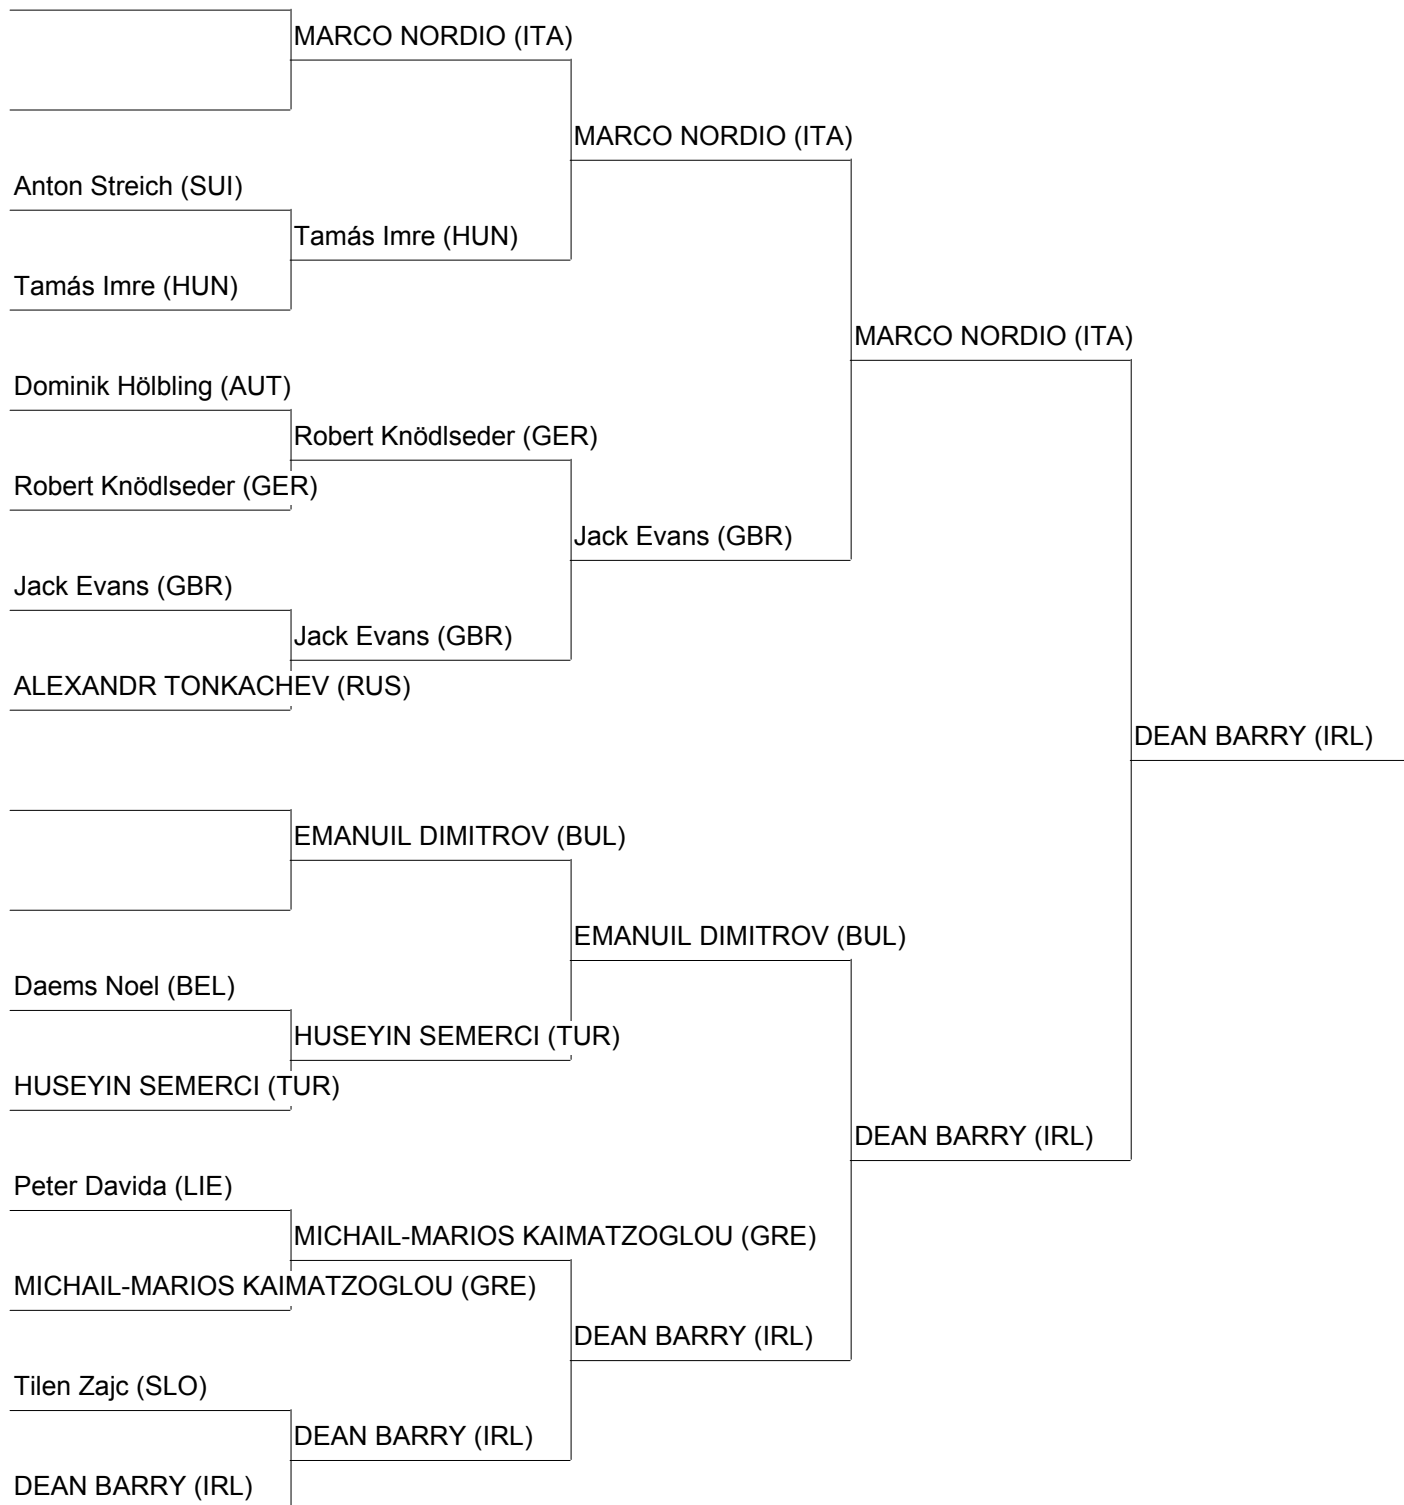 MARCO NORDIO (ITA)
MARCO NORDIO (ITA)
Anton Streich (SUI)
Tamás Imre (HUN)
Tamás Imre (HUN)
MARCO NORDIO (ITA)
Dominik Hölbling (AUT)
Robert Knödlseder (GER)
Robert Knödlseder (GER)
Jack Evans (GBR)
Jack Evans (GBR)
Jack Evans (GBR)
ALEXANDR TONKACHEV (RUS)
DEAN BARRY (IRL)
EMANUIL DIMITROV (BUL)
EMANUIL DIMITROV (BUL)
Daems Noel (BEL)
HUSEYIN SEMERCI (TUR)
HUSEYIN SEMERCI (TUR)
DEAN BARRY (IRL)
Peter Davida (LIE)
MICHAIL-MARIOS KAIMATZOGLOU (GRE)
MICHAIL-MARIOS KAIMATZOGLOU (GRE)
DEAN BARRY (IRL)
Tilen Zajc (SLO)
DEAN BARRY (IRL)
DEAN BARRY (IRL)